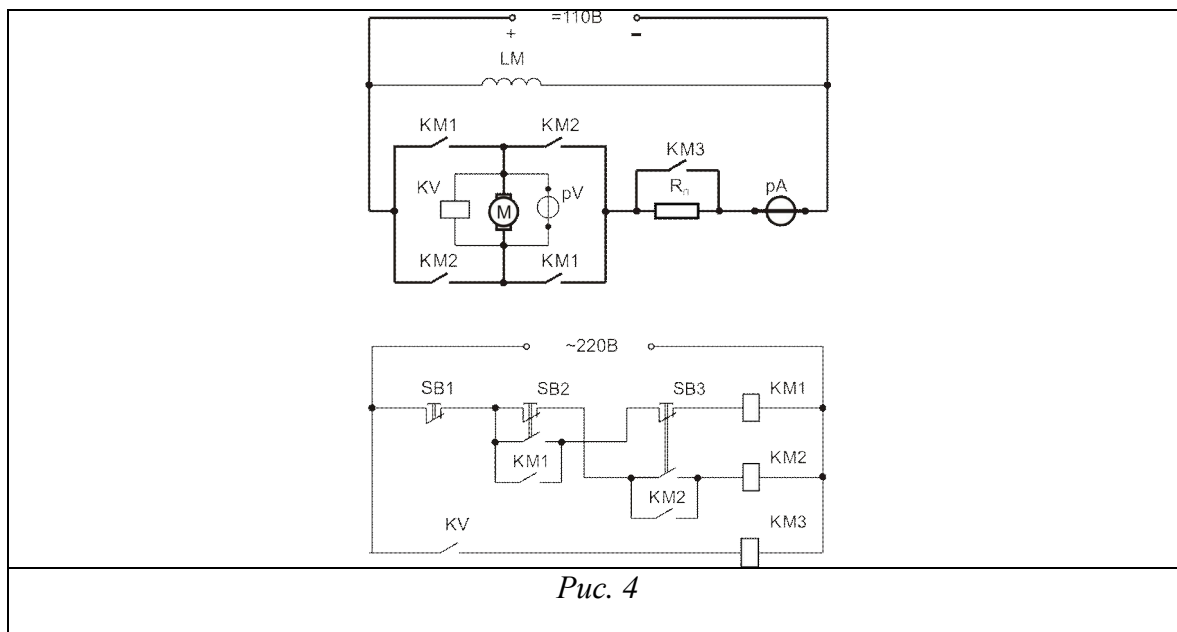 =110В
+ −
LM
KM1 KM2
KM3
KV M pV Rп pA
KM2 KM1
~220В
SB1 SB2 SB3 KM1
KM1 KM2
KM2
KV KM3
Рис. 4